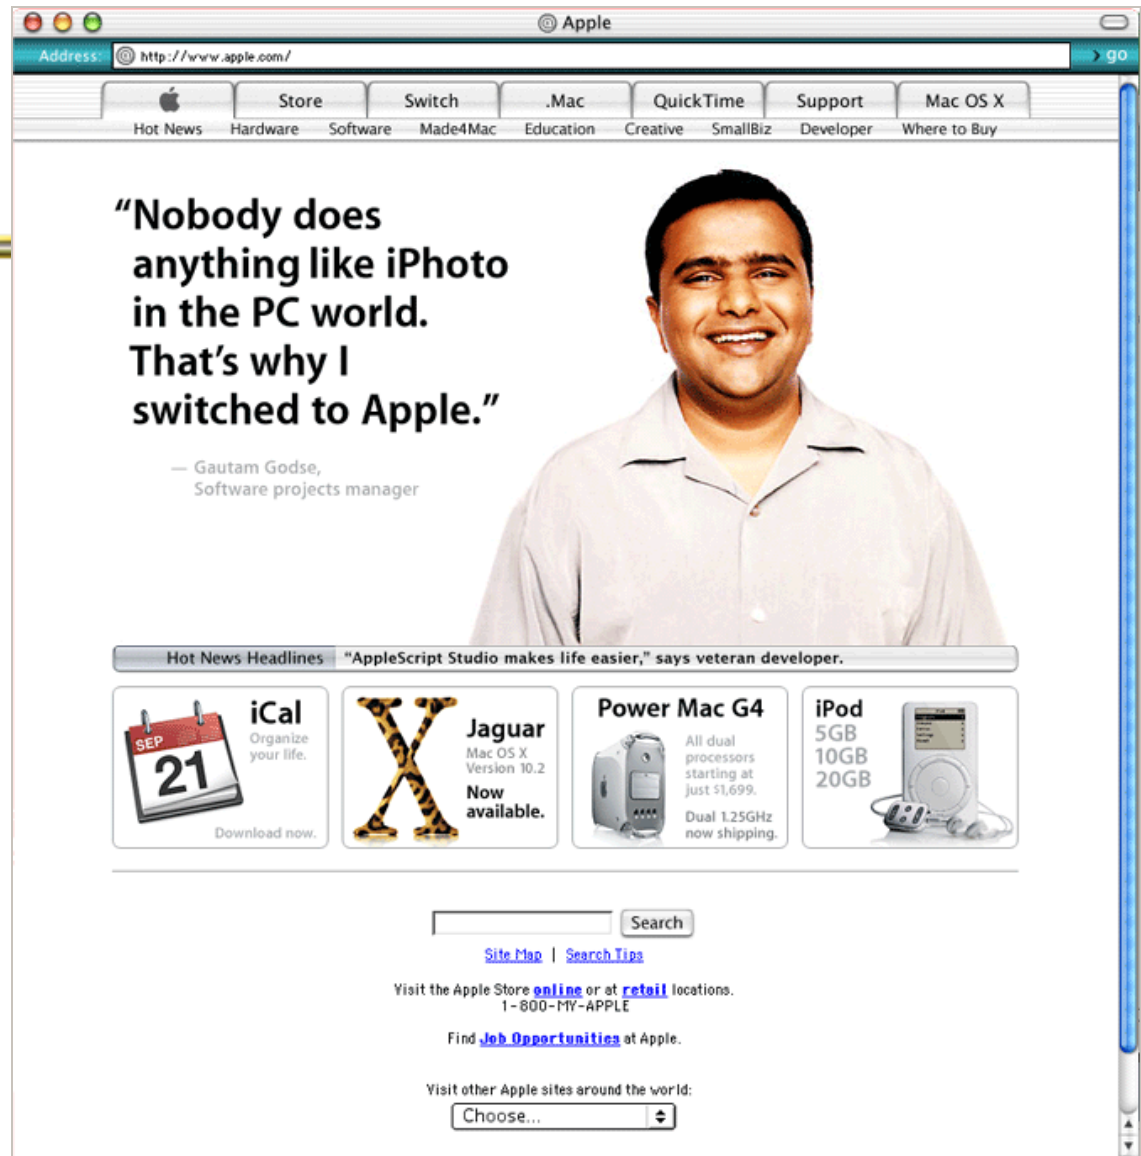 @ Apple
Address: @ http://www.apple.com/ › go
Store Switch .Mac QuickTime Support Mac OS X
Hot News Hardware Software Made4Mac Education Creative SmallBiz Developer Where to Buy
“Nobody does
anything like iPhoto
in the PC world.
That’s why I
switched to Apple.”
— Gautam Godse,
Software projects manager
Hot News Headlines “AppleScript Studio makes life easier,” says veteran developer.
SEP
21
iCal
Organize
your life.
Download now.
X
Jaguar
Mac OS X
Version 10.2
Now
available.
Power Mac G4
All dual
processors
starting at
just $1,699.
Dual 1.25GHz
now shipping.
iPod
5GB
10GB
20GB
Search
Site Map | Search Tips
Visit the Apple Store online or at retail locations.
1-800-MY-APPLE
Find Job Opportunities at Apple.
Visit other Apple sites around the world:
Choose...